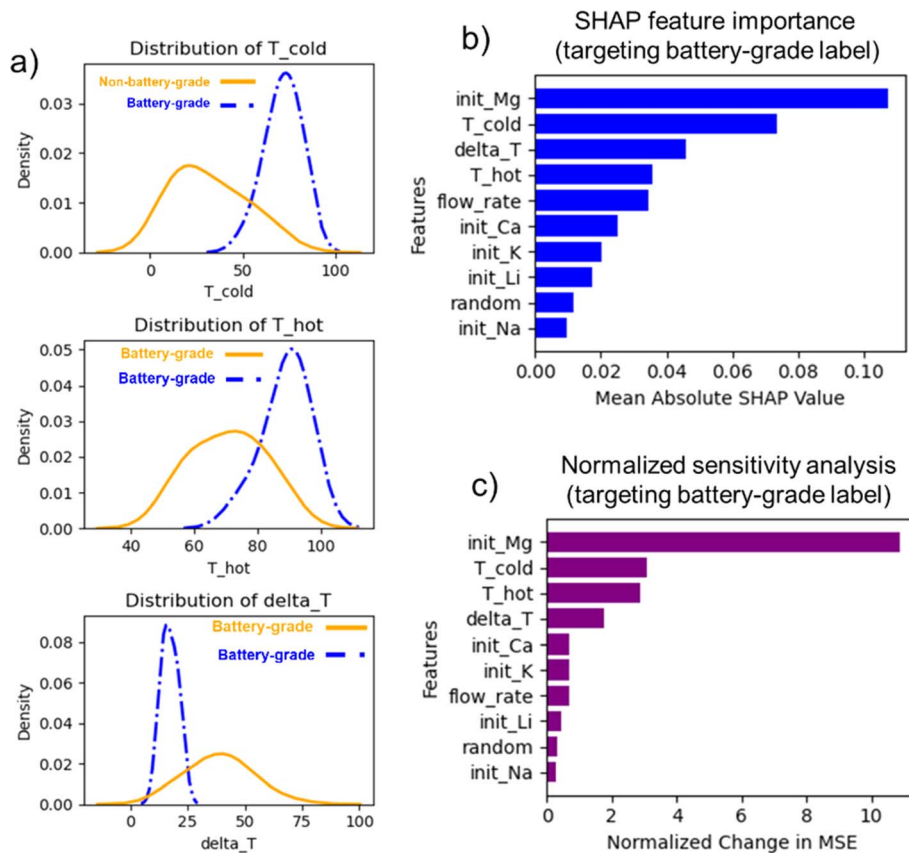 a)
Distribution of T_cold
Non-battery-grade
Battery-grade
Density
0.03
0.02
0.01
0.00
0
50
100
T_cold
Distribution of T_hot
Battery-grade
Battery-grade
Density
0.05
0.04
0.03
0.02
0.01
0.00
40
60
80
100
T_hot
Distribution of delta_T
Battery-grade
Battery-grade
Density
0.08
0.06
0.04
0.02
0.00
0
25
50
75
100
delta_T
b)
SHAP feature importance
(targeting battery-grade label)
Features
init_Mg
T_cold
delta_T
T_hot
flow_rate
init_Ca
init_K
init_Li
random
init_Na
0.00
0.02
0.04
0.06
0.08
0.10
Mean Absolute SHAP Value
c)
Normalized sensitivity analysis
(targeting battery-grade label)
Features
init_Mg
T_cold
T_hot
delta_T
init_Ca
init_K
flow_rate
init_Li
random
init_Na
0
2
4
6
8
10
Normalized Change in MSE